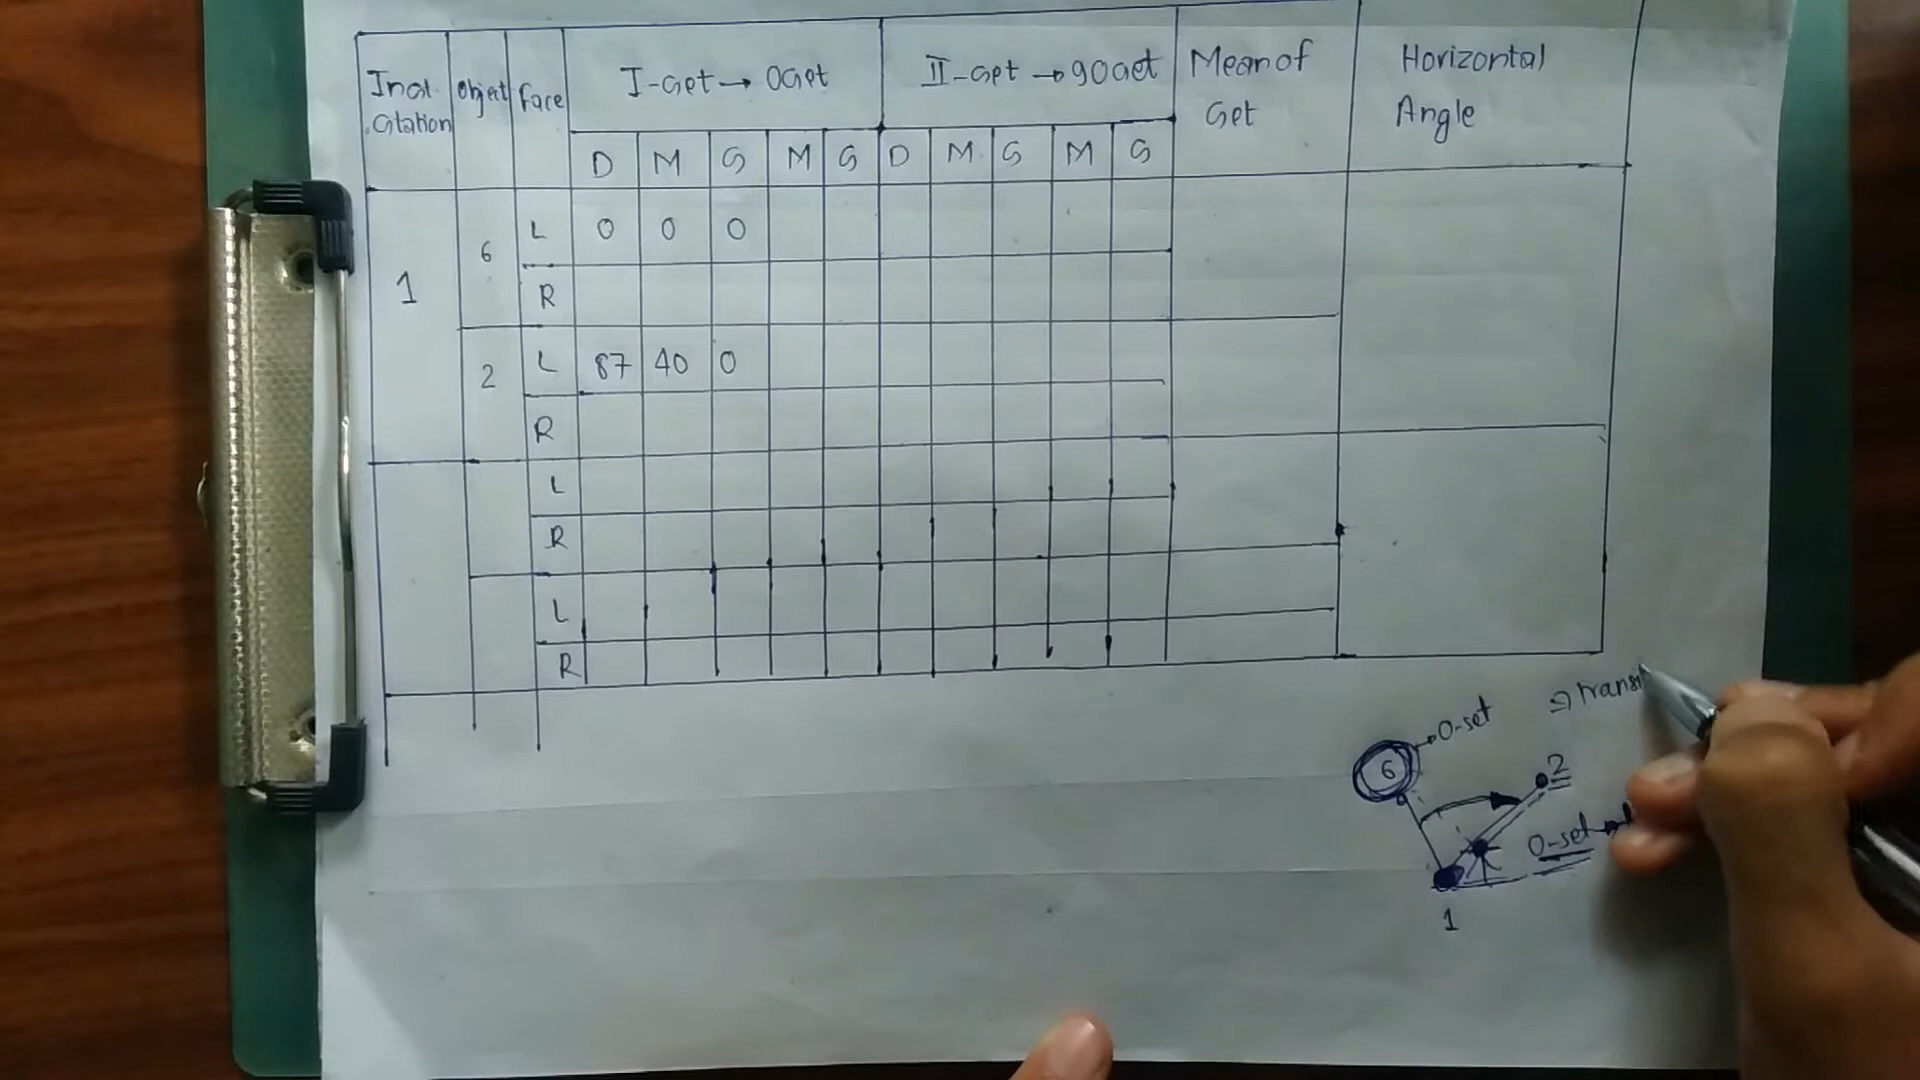 Inst. Station Object Face I-Set → 0Set II-Set → 90Set Mean of Set Horizontal Angle
D M S M S D M S M S
1 6 L 0 0 0
R
2 L 87 40 0
R
L
R
L
R
→0-set
⇒ Transi
6
2
0-set →
1